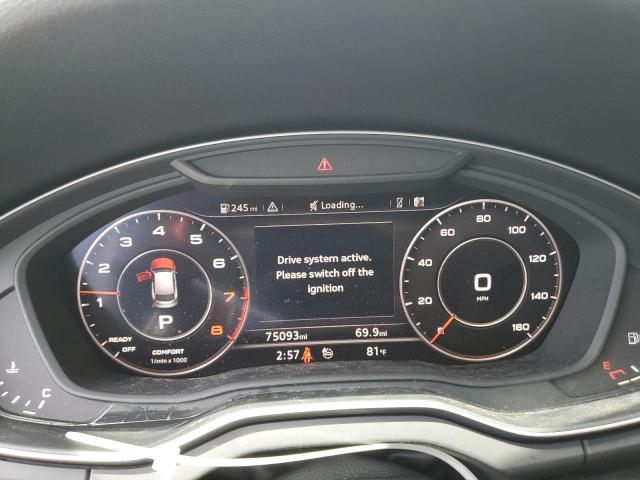 245 mi Loading...
Drive system active.
Please switch off the
ignition
1 2 3 4 5 6 7 8
P
READY
OFF
COMFORT
1/min x 1000
0 20 40 60 80 100 120 140 160
0
MPH
75093mi 69.9mi
2:57 81°F
C
E